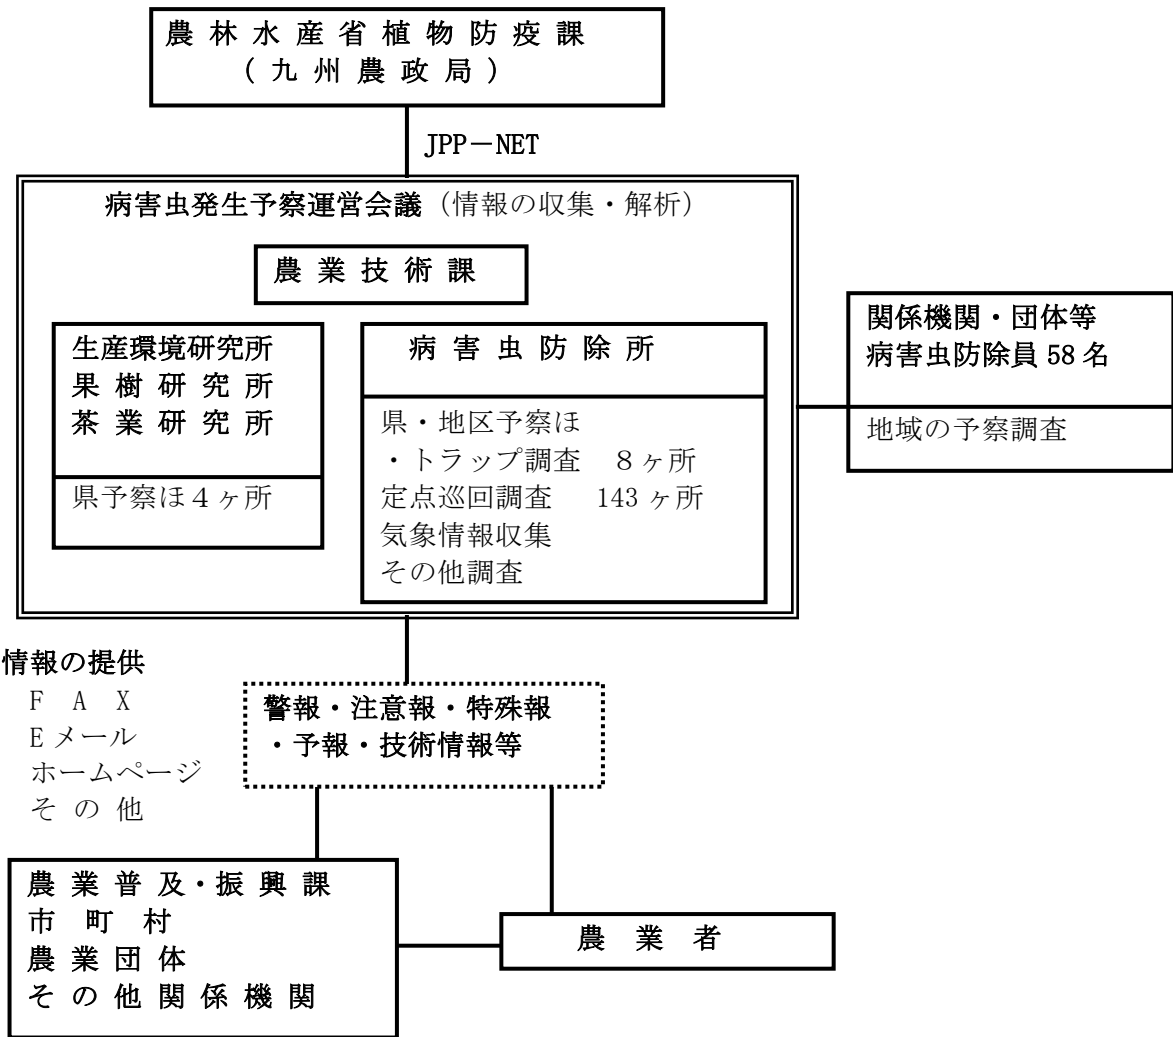 農林水産省植物防疫課
(九州農政局)
JPP－NET
病害虫発生予察運営会議（情報の収集・解析）
農業技術課
生産環境研究所
果樹研究所
茶業研究所
県予察ほ４ヶ所
病害虫防除所
県・地区予察ほ
・トラップ調査　８ヶ所
定点巡回調査　143ヶ所
気象情報収集
その他調査
関係機関・団体等
病害虫防除員58名
地域の予察調査
情報の提供
ＦＡＸ
Ｅメール
ホームページ
その他
警報・注意報・特殊報
・予報・技術情報等
農業普及・振興課
市町村
農業団体
その他関係機関
農業者